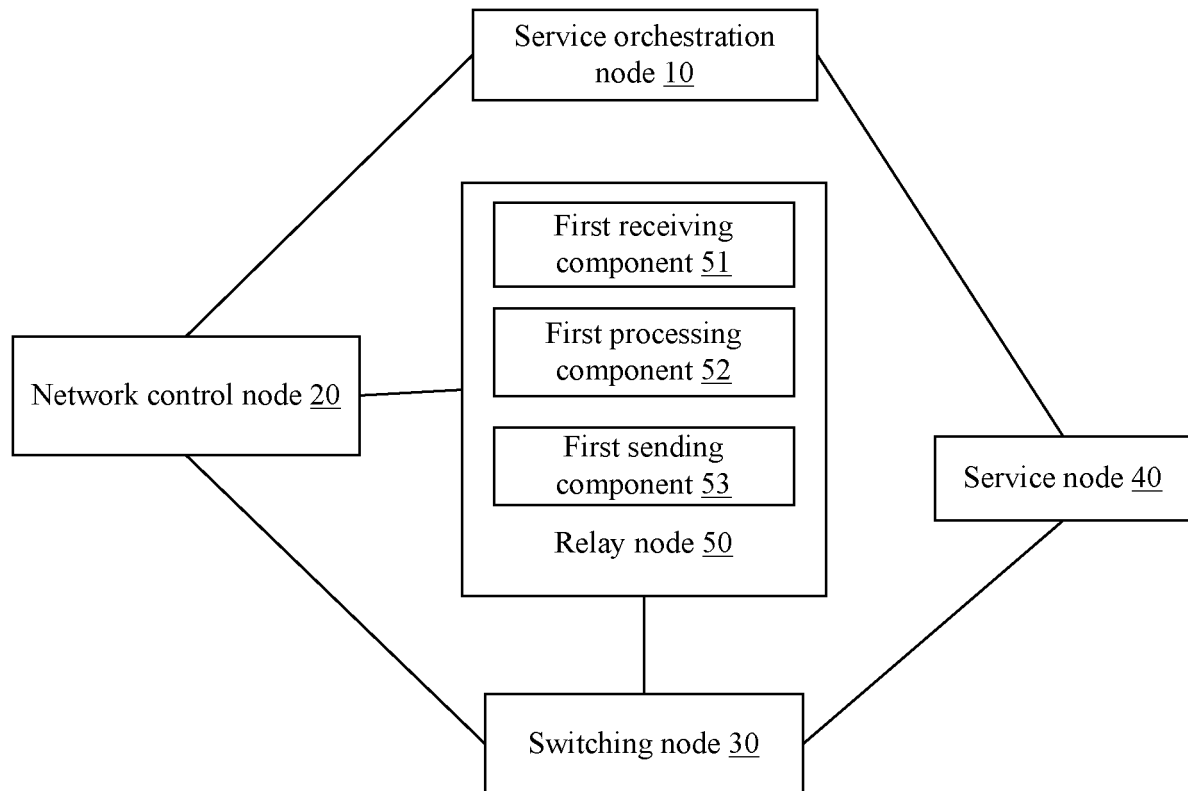 Service orchestration
node 10
First receiving
component 51
First processing
component 52
Network control node 20
First sending
component 53
Service node 40
Relay node 50
Switching node 30